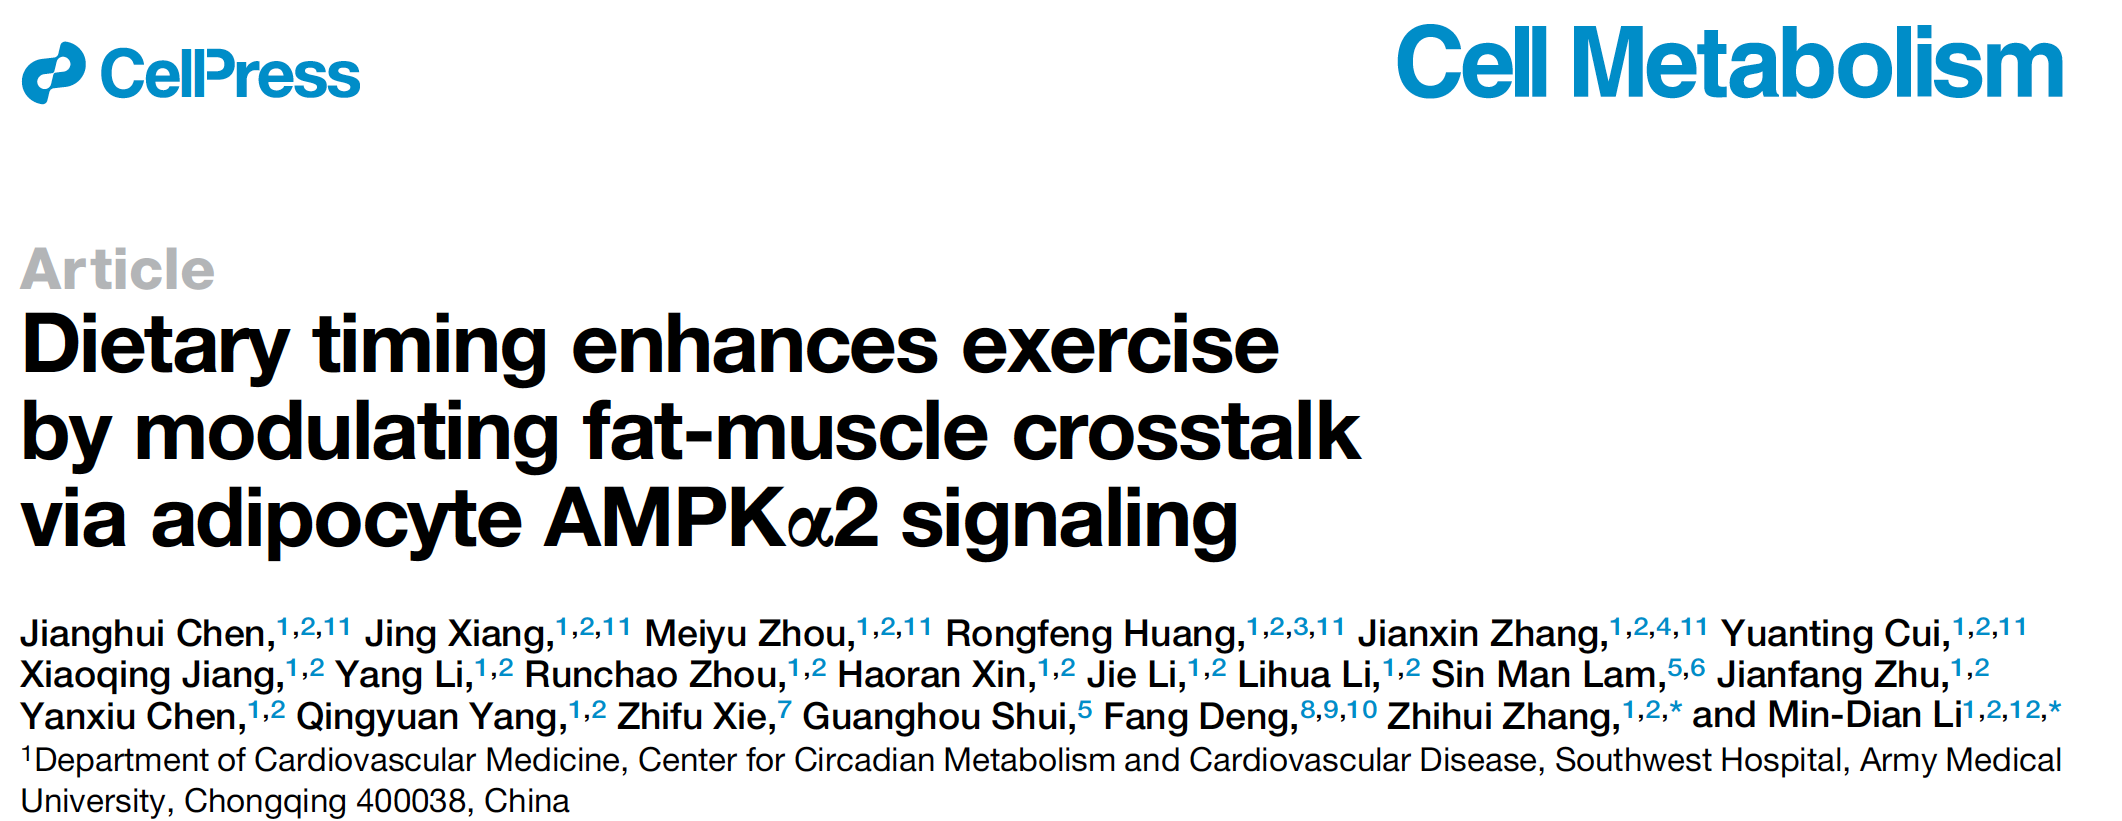 CellPress
Cell Metabolism
Article
Dietary timing enhances exercise
by modulating fat-muscle crosstalk
via adipocyte AMPKα2 signaling
Jianghui Chen,1,2,11 Jing Xiang,1,2,11 Meiyu Zhou,1,2,11 Rongfeng Huang,1,2,3,11 Jianxin Zhang,1,2,4,11 Yuanting Cui,1,2,11
Xiaoqing Jiang,1,2 Yang Li,1,2 Runchao Zhou,1,2 Haoran Xin,1,2 Jie Li,1,2 Lihua Li,1,2 Sin Man Lam,5,6 Jianfang Zhu,1,2
Yanxiu Chen,1,2 Qingyuan Yang,1,2 Zhifu Xie,7 Guanghou Shui,5 Fang Deng,8,9,10 Zhihui Zhang,1,2,* and Min-Dian Li1,2,12,*
1Department of Cardiovascular Medicine, Center for Circadian Metabolism and Cardiovascular Disease, Southwest Hospital, Army Medical
University, Chongqing 400038, China